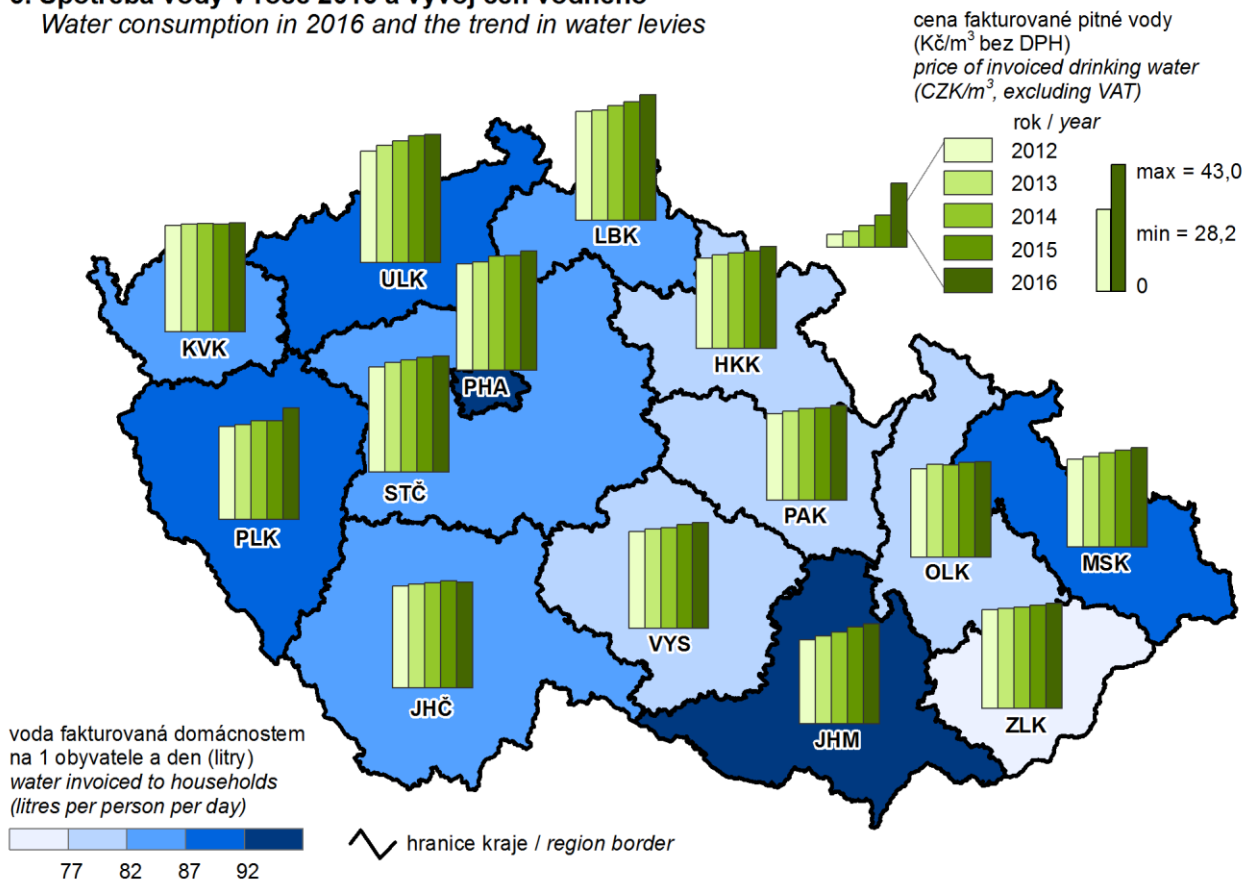 Water consumption in 2016 and the trend in water levies
cena fakturované pitné vody
(Kč/m³ bez DPH)
price of invoiced drinking water
(CZK/m³, excluding VAT)
rok / year
2012
2013
2014
2015
2016
max = 43,0
min = 28,2
0
LBK
ULK
KVK
HKK
PHA
STČ
PAK
PLK
OLK
MSK
VYS
JHČ
JHM
ZLK
voda fakturovaná domácnostem
na 1 obyvatele a den (litry)
water invoiced to households
(litres per person per day)
77 82 87 92
hranice kraje / region border